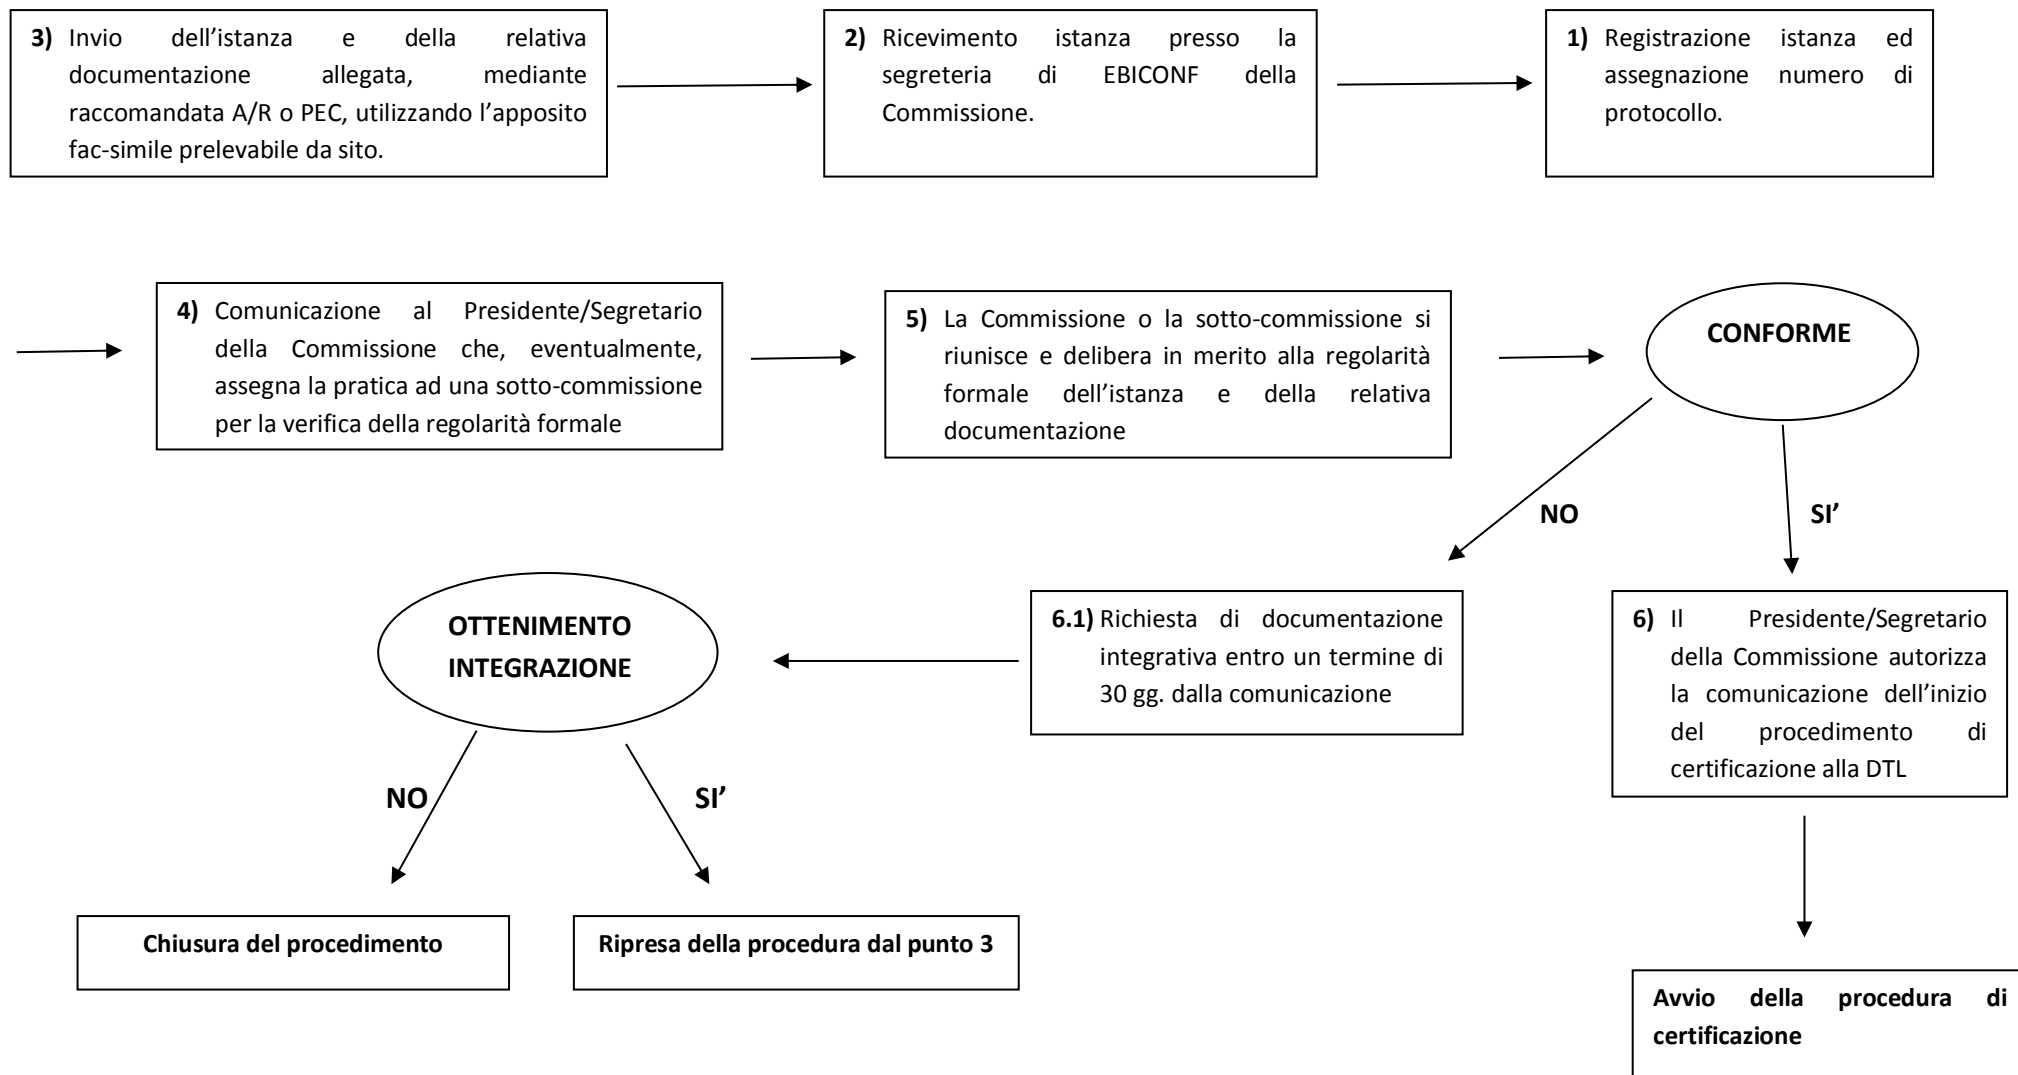 3) Invio dell’istanza e della relativa
documentazione allegata, mediante
raccomandata A/R o PEC, utilizzando l’apposito
fac-simile prelevabile da sito.
2) Ricevimento istanza presso la
segreteria di EBICONF della
Commissione.
1) Registrazione istanza ed
assegnazione numero di
protocollo.
4) Comunicazione al Presidente/Segretario
della Commissione che, eventualmente,
assegna la pratica ad una sotto-commissione
per la verifica della regolarità formale
5) La Commissione o la sotto-commissione si
riunisce e delibera in merito alla regolarità
formale dell’istanza e della relativa
documentazione
CONFORME
NO
SI’
OTTENIMENTO
INTEGRAZIONE
6.1) Richiesta di documentazione
integrativa entro un termine di
30 gg. dalla comunicazione
6) Il Presidente/Segretario
della Commissione autorizza
la comunicazione dell’inizio
del procedimento di
certificazione alla DTL
NO
SI’
Chiusura del procedimento
Ripresa della procedura dal punto 3
Avvio della procedura di
certificazione